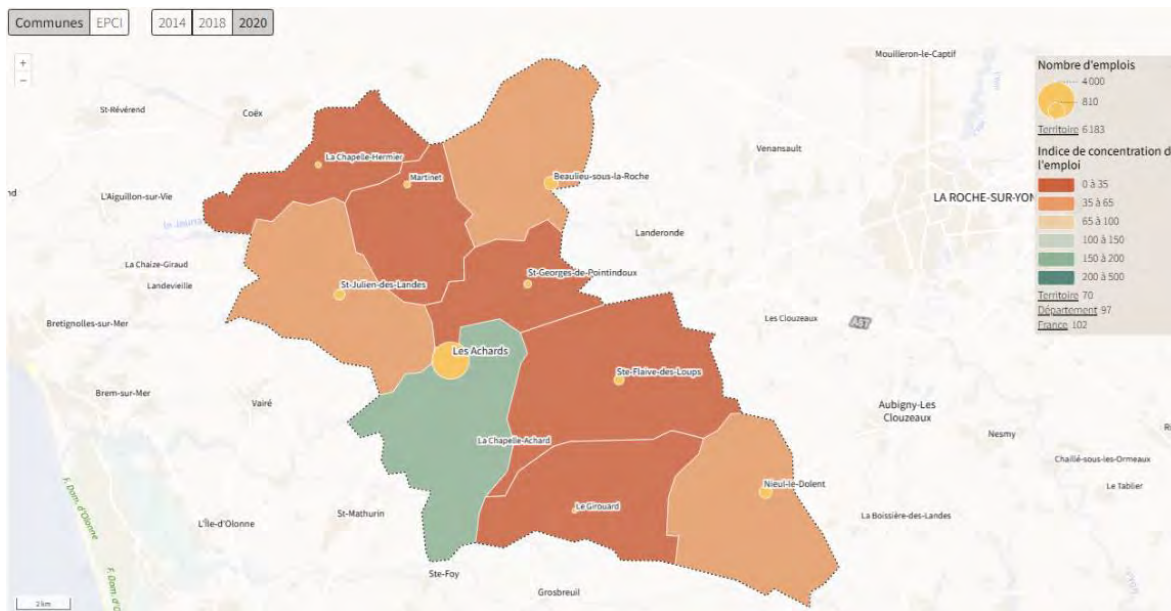 Communes EPCI 2014 2018 2020
+
−
Mouilleron-le-Captif
St-Révérend
Coëx
Venansault
La Chapelle-Hermier
Martinet
Beaulieu-sous-la-Roche
L'Aiguillon-sur-Vie
nd
LA ROCHE-SUR-YON
Landeronde
La Chaize-Giraud
St-Georges-de-Pointindoux
Landevieille
St-Julien-des-Landes
Bretignolles-sur-Mer
Les Clouzeaux
A87
Les Achards
Ste-Flaive-des-Loups
Brem-sur-Mer
Vairé
Aubigny-Les
Clouzeaux
Nesmy
La Chapelle-Achard
Chaillé-sous-les-Ormeaux
Nieul-le-Dolent
Le Tablier
Le Girouard
St-Mathurin
La Boissière-des-Landes
L'Île-d'Olonne
F. Dom. d'Olonne
Ste-Foy
Grosbreuil
2 km
Nombre d'emplois
4 000
810
Territoire 6 183
Indice de concentration d
l'emploi
0 à 35
35 à 65
65 à 100
100 à 150
150 à 200
200 à 500
Territoire 70
Département 97
France 102